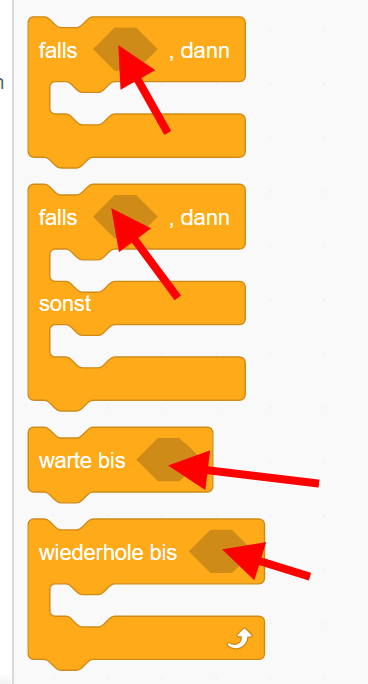 falls , dann
falls , dann
sonst
warte bis
wiederhole bis